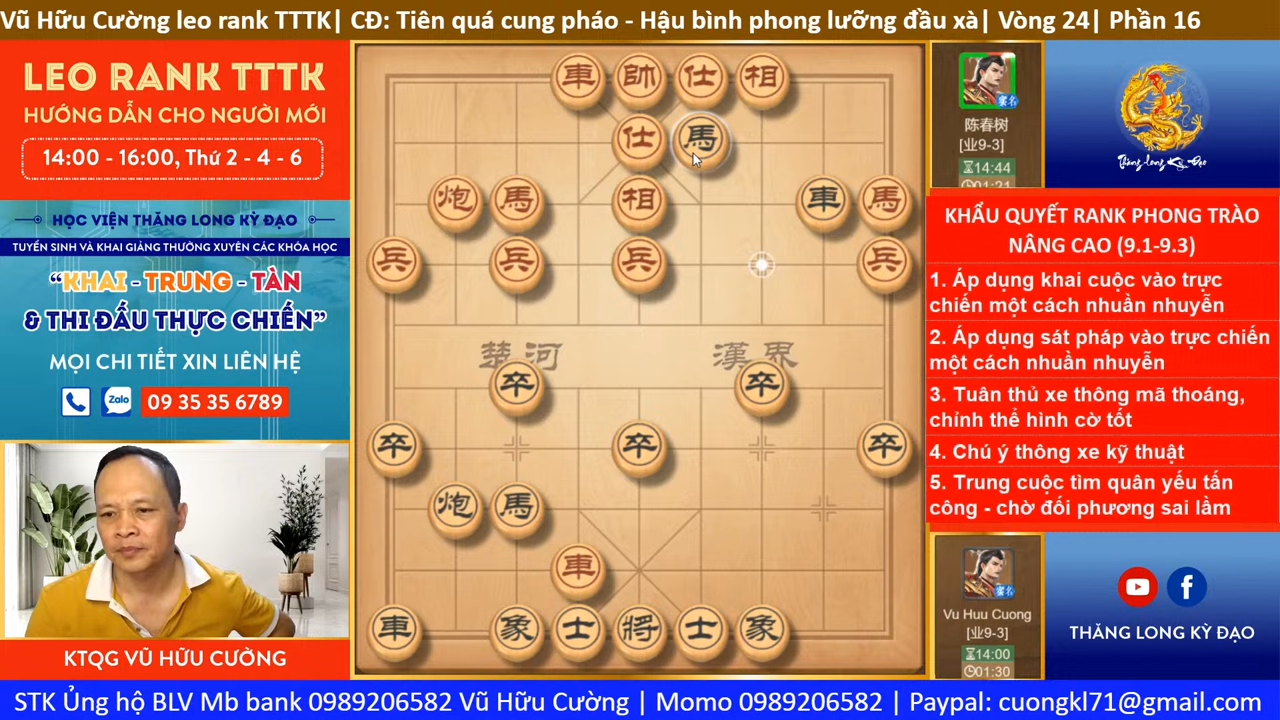 Vũ Hữu Cường leo rank TTTK| CĐ: Tiên quá cung pháo - Hậu bình phong lưỡng đầu xà| Vòng 24| Phần 16
LEO RANK TTTK
HƯỚNG DẪN CHO NGƯỜI MỚI
14:00 - 16:00, Thứ 2 - 4 - 6
HỌC VIỆN THĂNG LONG KỲ ĐẠO
TUYỂN SINH VÀ KHAI GIẢNG THƯỜNG XUYÊN CÁC KHÓA HỌC
“KHAI - TRUNG - TÀN
& THI ĐẤU THỰC CHIẾN”
MỌI CHI TIẾT XIN LIÊN HỆ
Zalo
09 35 35 6789
KTQG VŨ HỮU CƯỜNG
車 帥 仕 相
仕 馬
炮 馬 相 車 馬
兵 兵 兵 兵
楚河 漢界
卒 卒
卒 卒 卒
炮 馬
車
車 象 士 將 士 象
陈春树
[业9-3]
14:44
01:21
Thăng Long Kỳ Đạo
KHẨU QUYẾT RANK PHONG TRÀO
NÂNG CAO (9.1-9.3)
1. Áp dụng khai cuộc vào trực
chiến một cách nhuần nhuyễn
2. Áp dụng sát pháp vào trực chiến
một cách nhuần nhuyễn
3. Tuân thủ xe thông mã thoáng,
chỉnh thể hình cờ tốt
4. Chú ý thông xe kỹ thuật
5. Trung cuộc tìm quân yếu tấn
công - chờ đối phương sai lầm
Vu Huu Cuong
[业9-3]
14:00
01:30
THĂNG LONG KỲ ĐẠO
STK Ủng hộ BLV Mb bank 0989206582 Vũ Hữu Cường | Momo 0989206582 | Paypal: cuongkl71@gmail.com